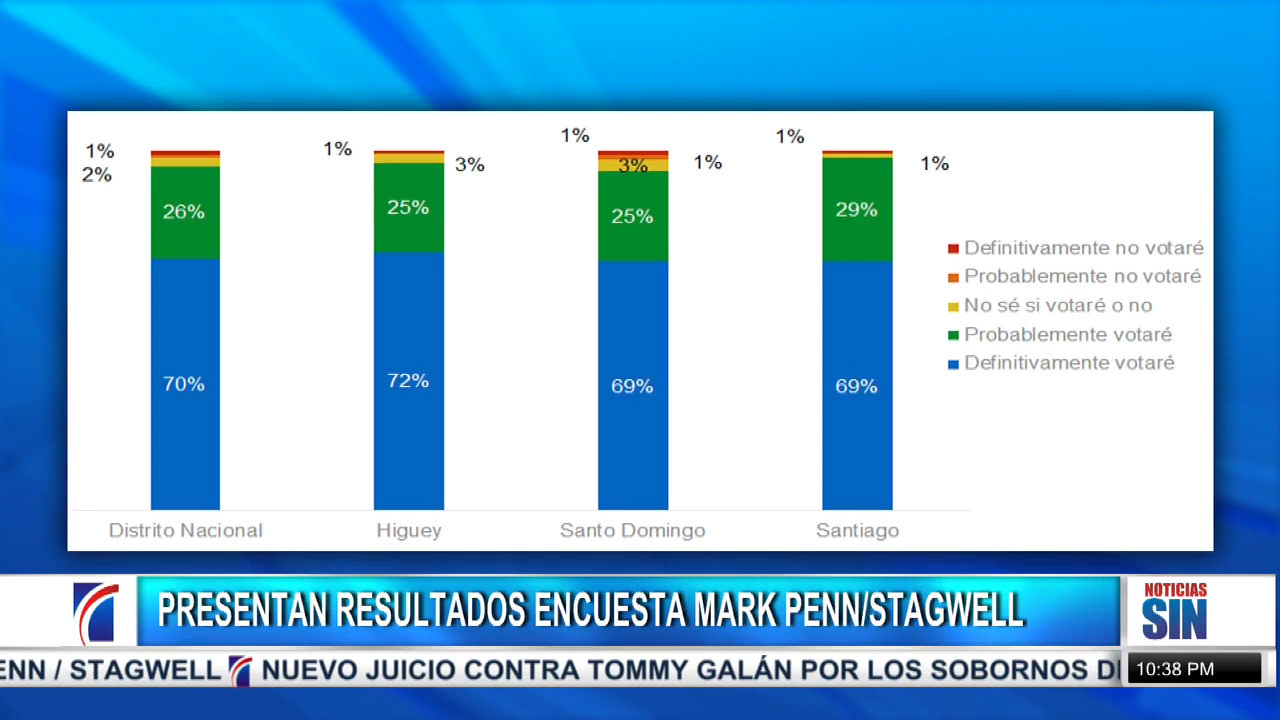 1%
2%
26%
70%
1%
3%
25%
72%
1%
3%
1%
25%
69%
1%
1%
29%
69%
Definitivamente no votaré
Probablemente no votaré
No sé si votaré o no
Probablemente votaré
Definitivamente votaré
Distrito Nacional
Higuey
Santo Domingo
Santiago
PRESENTAN RESULTADOS ENCUESTA MARK PENN/STAGWELL
NOTICIAS
SIN
ENN / STAGWELL NUEVO JUICIO CONTRA TOMMY GALÁN POR LOS SOBORNOS D
10:38 PM